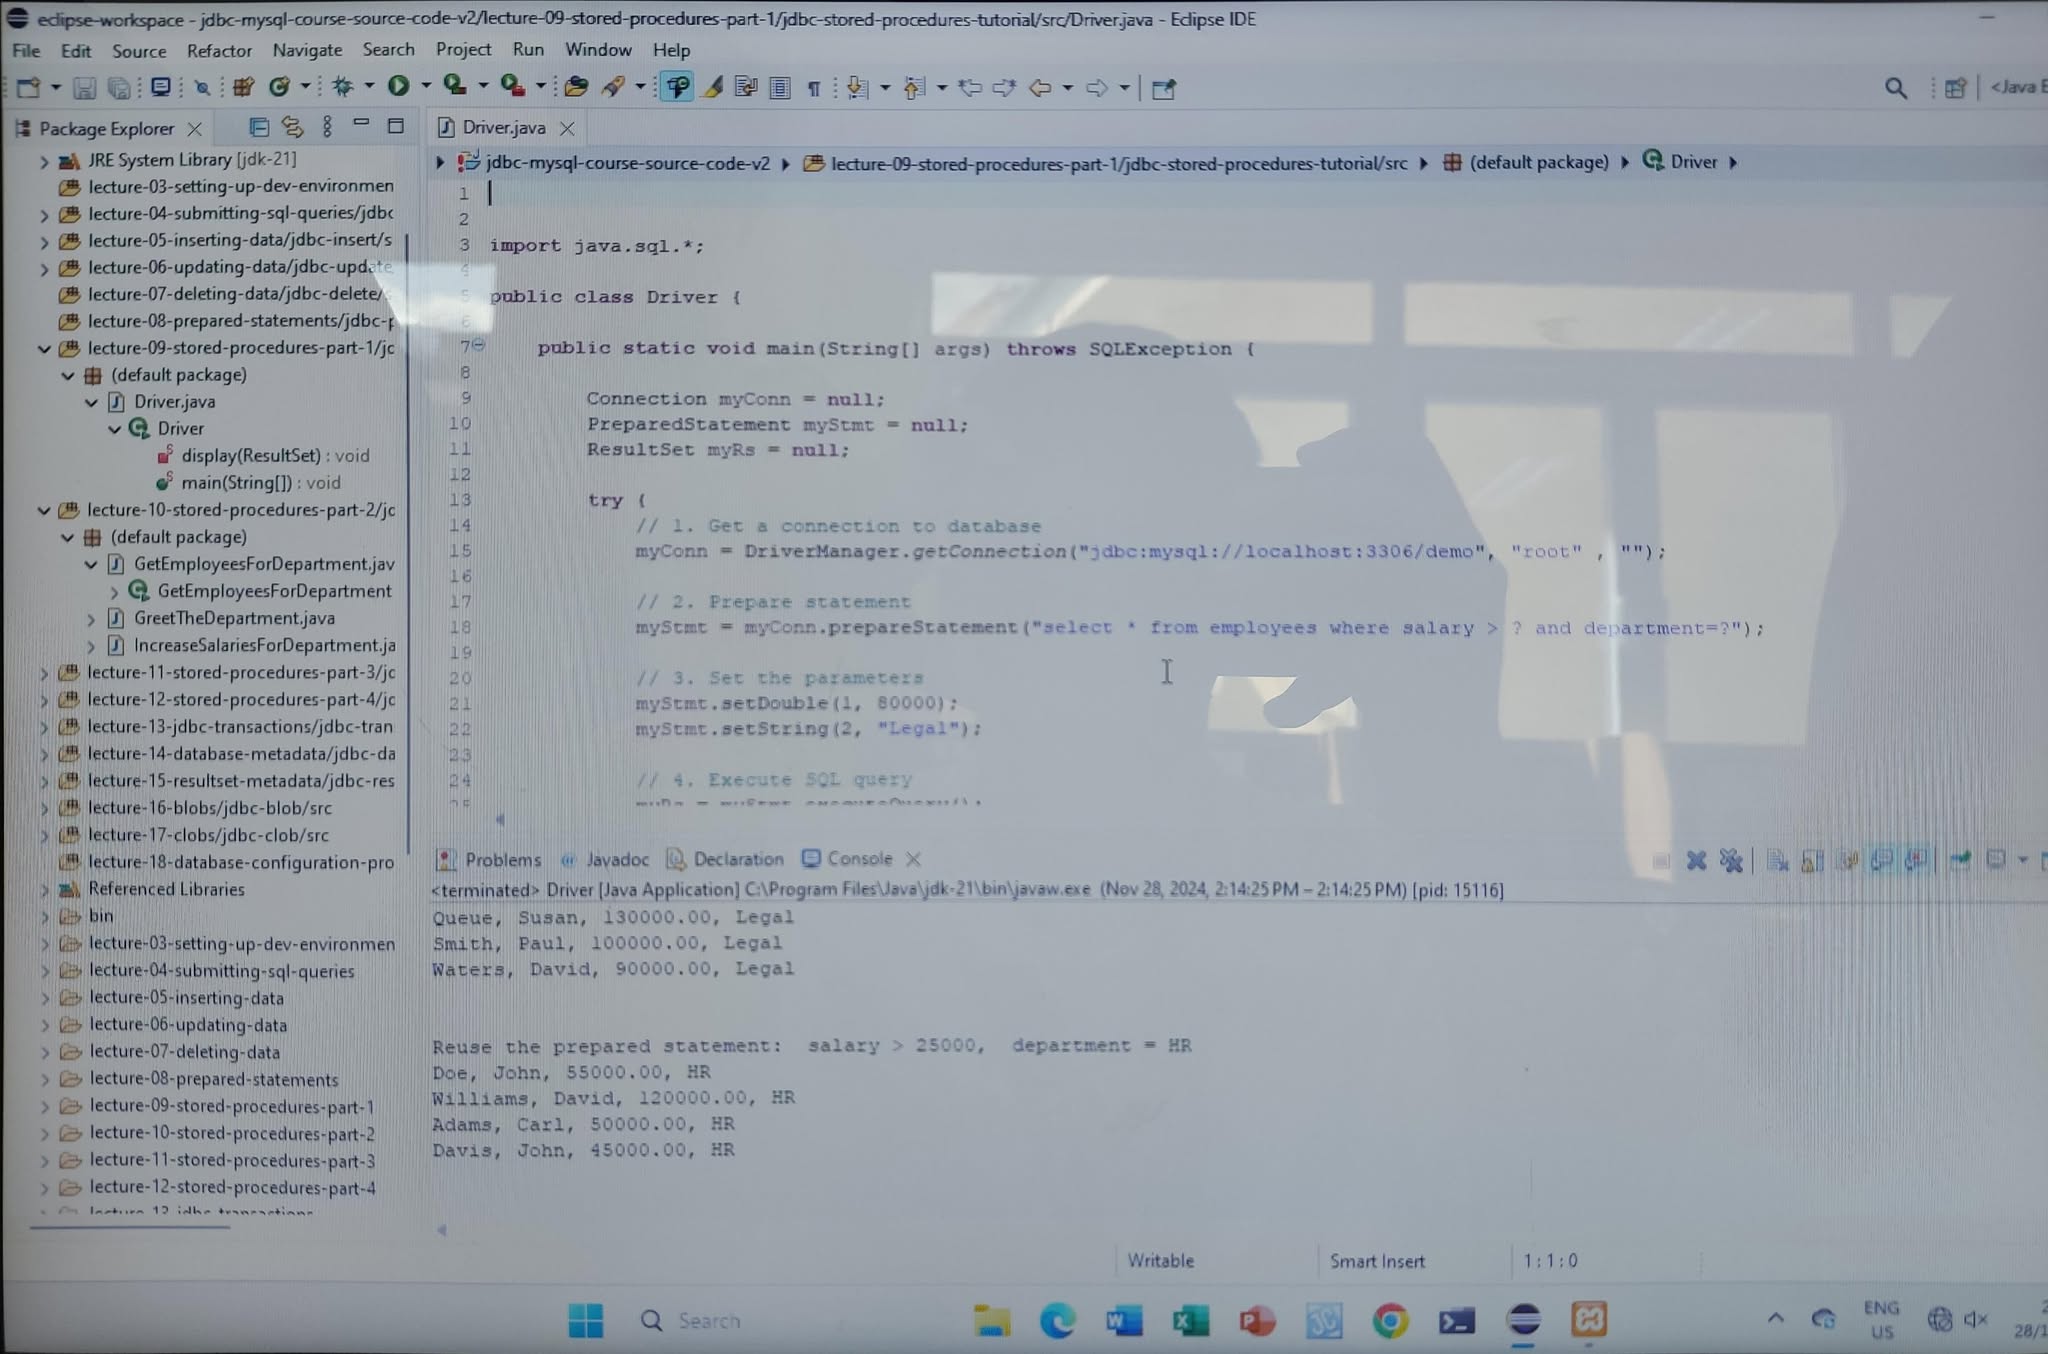 eclipse-workspace - jdbc-mysql-course-source-code-v2/lecture-09-stored-procedures-part-1/jdbc-stored-procedures-tutorial/src/Driver.java - Eclipse IDE
File Edit Source Refactor Navigate Search Project Run Window Help
<Java E
Package Explorer
JRE System Library [jdk-21]
lecture-03-setting-up-dev-environmen
lecture-04-submitting-sql-queries/jdbc
lecture-05-inserting-data/jdbc-insert/s
lecture-06-updating-data/jdbc-update
lecture-07-deleting-data/jdbc-delete/
lecture-08-prepared-statements/jdbc-p
lecture-09-stored-procedures-part-1/jc
(default package)
Driver.java
Driver
display(ResultSet) : void
main(String[]) : void
lecture-10-stored-procedures-part-2/jc
(default package)
GetEmployeesForDepartment.jav
GetEmployeesForDepartment
GreetTheDepartment.java
IncreaseSalariesForDepartment.ja
lecture-11-stored-procedures-part-3/jc
lecture-12-stored-procedures-part-4/jc
lecture-13-jdbc-transactions/jdbc-tran
lecture-14-database-metadata/jdbc-da
lecture-15-resultset-metadata/jdbc-res
lecture-16-blobs/jdbc-blob/src
lecture-17-clobs/jdbc-clob/src
lecture-18-database-configuration-pro
Referenced Libraries
bin
lecture-03-setting-up-dev-environmen
lecture-04-submitting-sql-queries
lecture-05-inserting-data
lecture-06-updating-data
lecture-07-deleting-data
lecture-08-prepared-statements
lecture-09-stored-procedures-part-1
lecture-10-stored-procedures-part-2
lecture-11-stored-procedures-part-3
lecture-12-stored-procedures-part-4
lecture-13-jdbc-transactions
Driver.java
jdbc-mysql-course-source-code-v2 lecture-09-stored-procedures-part-1/jdbc-stored-procedures-tutorial/src (default package) Driver
1
2
3 import java.sql.*;
4
5 public class Driver {
6
7 public static void main(String[] args) throws SQLException {
8
9 Connection myConn = null;
10 PreparedStatement myStmt = null;
11 ResultSet myRs = null;
12
13 try {
14 // 1. Get a connection to database
15 myConn = DriverManager.getConnection("jdbc:mysql://localhost:3306/demo", "root" , "");
16
17 // 2. Prepare statement
18 myStmt = myConn.prepareStatement("select * from employees where salary > ? and department=?");
19
20 // 3. Set the parameters
21 myStmt.setDouble(1, 80000);
22 myStmt.setString(2, "Legal");
23
24 // 4. Execute SQL query
25 myRs = myStmt.executeQuery();
Problems Javadoc Declaration Console
<terminated> Driver [Java Application] C:\Program Files\Java\jdk-21\bin\javaw.exe (Nov 28, 2024, 2:14:25 PM – 2:14:25 PM) [pid: 15116]
Queue, Susan, 130000.00, Legal
Smith, Paul, 100000.00, Legal
Waters, David, 90000.00, Legal
Reuse the prepared statement: salary > 25000, department = HR
Doe, John, 55000.00, HR
Williams, David, 120000.00, HR
Adams, Carl, 50000.00, HR
Davis, John, 45000.00, HR
Writable Smart Insert 1 : 1 : 0
Search
ENG
US
28/1